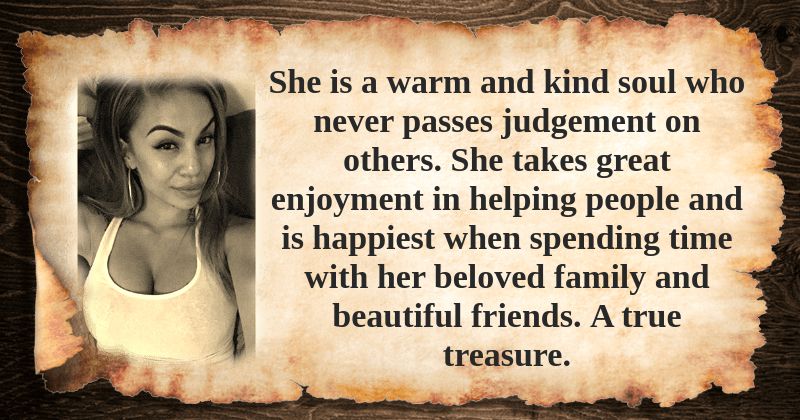 She is a warm and kind soul who
never passes judgement on
others. She takes great
enjoyment in helping people and
is happiest when spending time
with her beloved family and
beautiful friends. A true
treasure.